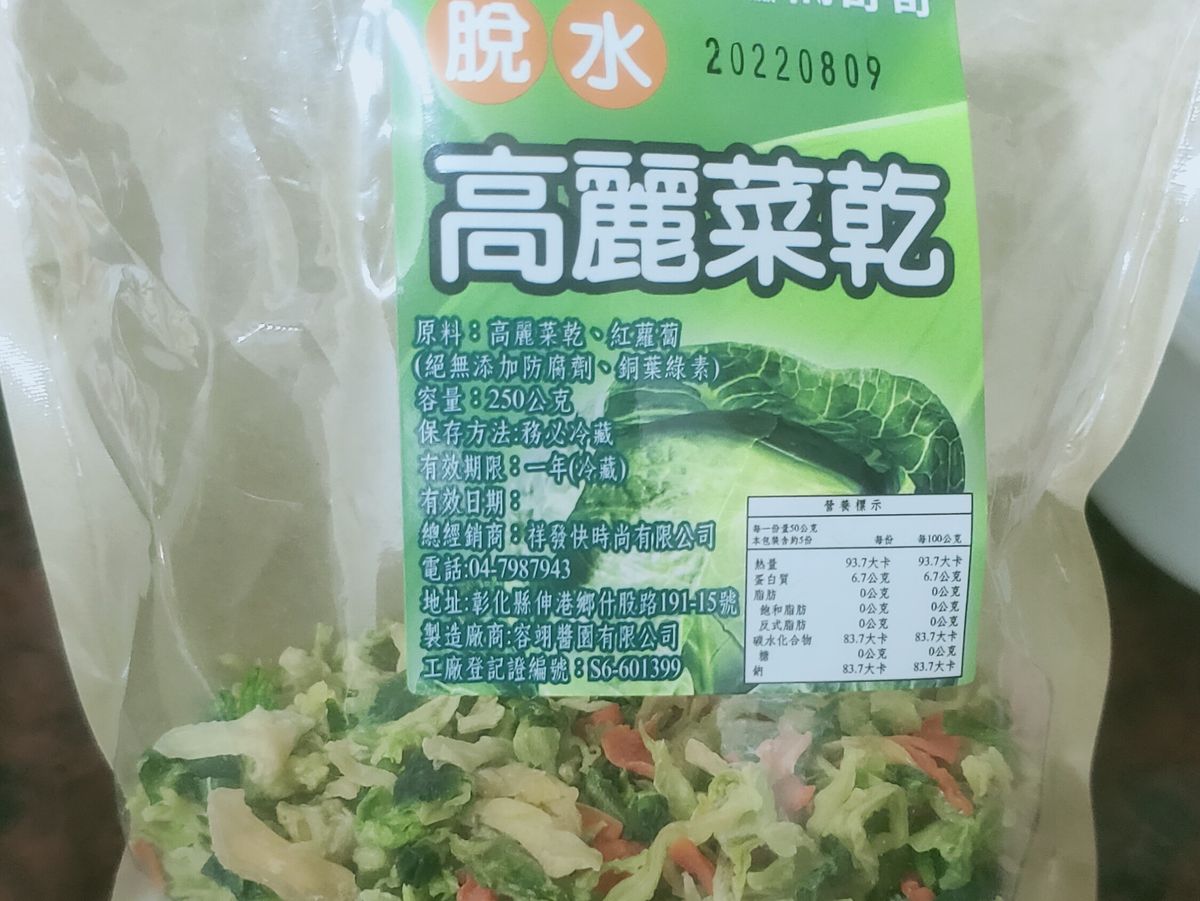 脫水
20220809
高麗菜乾
原料：高麗菜乾、紅蘿蔔
(絕無添加防腐劑、銅葉綠素)
容量：250公克
保存方法:務必冷藏
有效期限：一年(冷藏)
有效日期：
總經銷商：祥發快時尚有限公司
電話:04-7987943
地址:彰化縣伸港鄉什股路191-15號
製造廠商:容翊醬園有限公司
工廠登記證編號：S6-601399
營養標示
每一份量50公克
本包裝含約5份 每份 每100公克
熱量 93.7大卡 93.7大卡
蛋白質 6.7公克 6.7公克
脂肪 0公克 0公克
飽和脂肪 0公克 0公克
反式脂肪 0公克 0公克
碳水化合物 83.7大卡 83.7大卡
糖 0公克 0公克
鈉 83.7大卡 83.7大卡